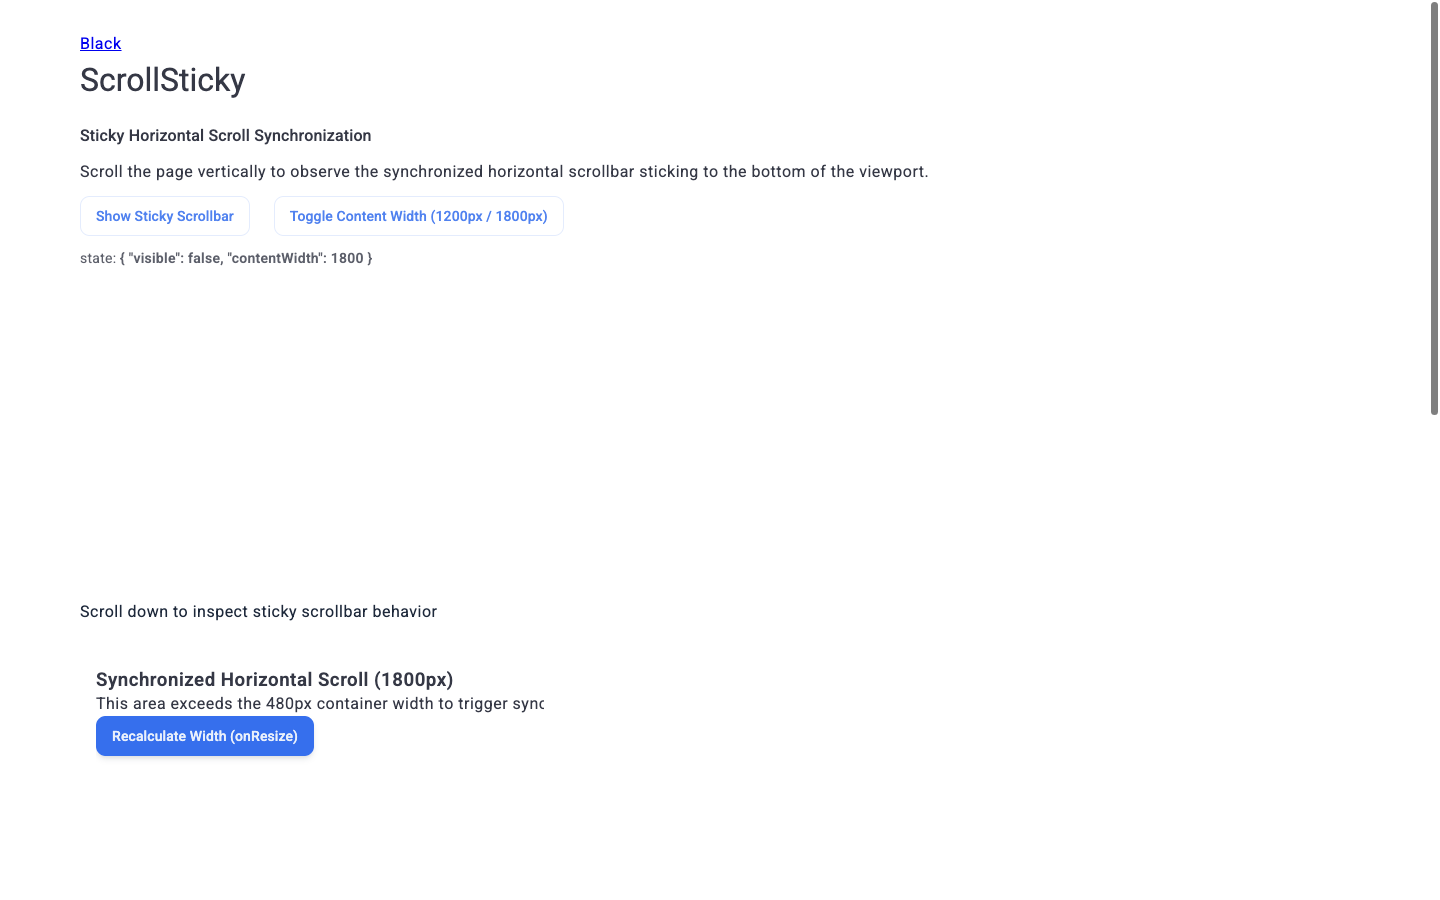 Black
ScrollSticky
Sticky Horizontal Scroll Synchronization
Scroll the page vertically to observe the synchronized horizontal scrollbar sticking to the bottom of the viewport.
Show Sticky Scrollbar
Toggle Content Width (1200px / 1800px)
state: { "visible": false, "contentWidth": 1800 }
Scroll down to inspect sticky scrollbar behavior
Synchronized Horizontal Scroll (1800px)
This area exceeds the 480px container width to trigger sync
Recalculate Width (onResize)